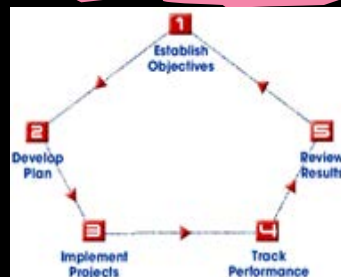 1
Establish
Objectives
2
Develop
Plan
3
Implement
Projects
4
Track
Performance
5
Review
Results